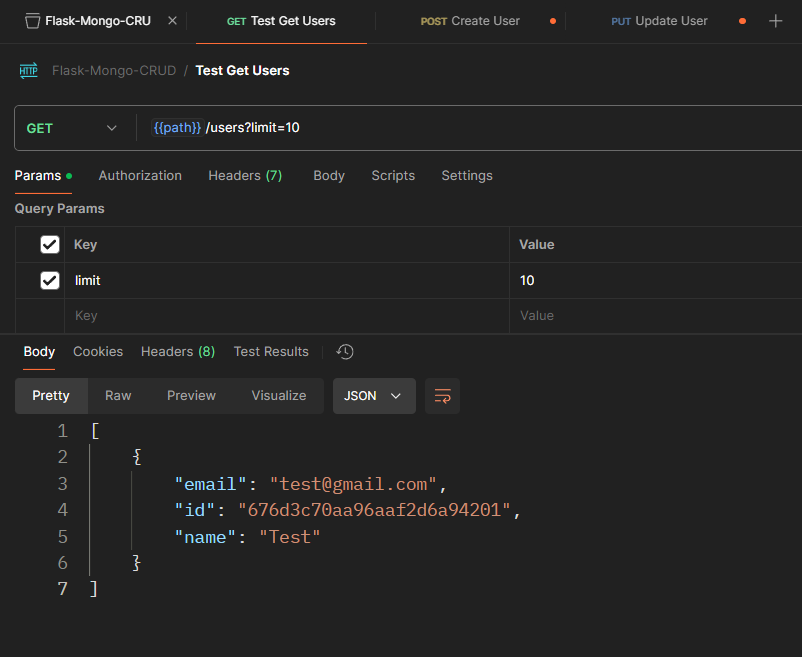 Flask-Mongo-CRU GET Test Get Users POST Create User PUT Update User
HTTP Flask-Mongo-CRUD / Test Get Users
GET {{path}} /users?limit=10
Params Authorization Headers (7) Body Scripts Settings
Query Params
Key Value
limit 10
Key Value
Body Cookies Headers (8) Test Results
Pretty Raw Preview Visualize JSON
1 [
2 {
3 "email": "test@gmail.com",
4 "id": "676d3c70aa96aaf2d6a94201",
5 "name": "Test"
6 }
7 ]